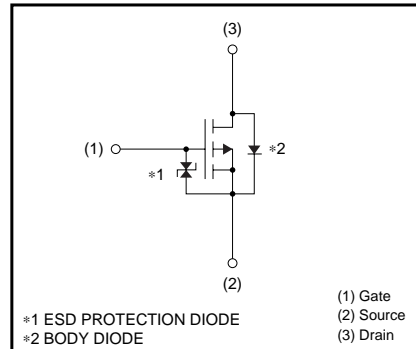 (3)
(1)
∗2
∗1
(2)
∗1 ESD PROTECTION DIODE
∗2 BODY DIODE
(1) Gate
(2) Source
(3) Drain